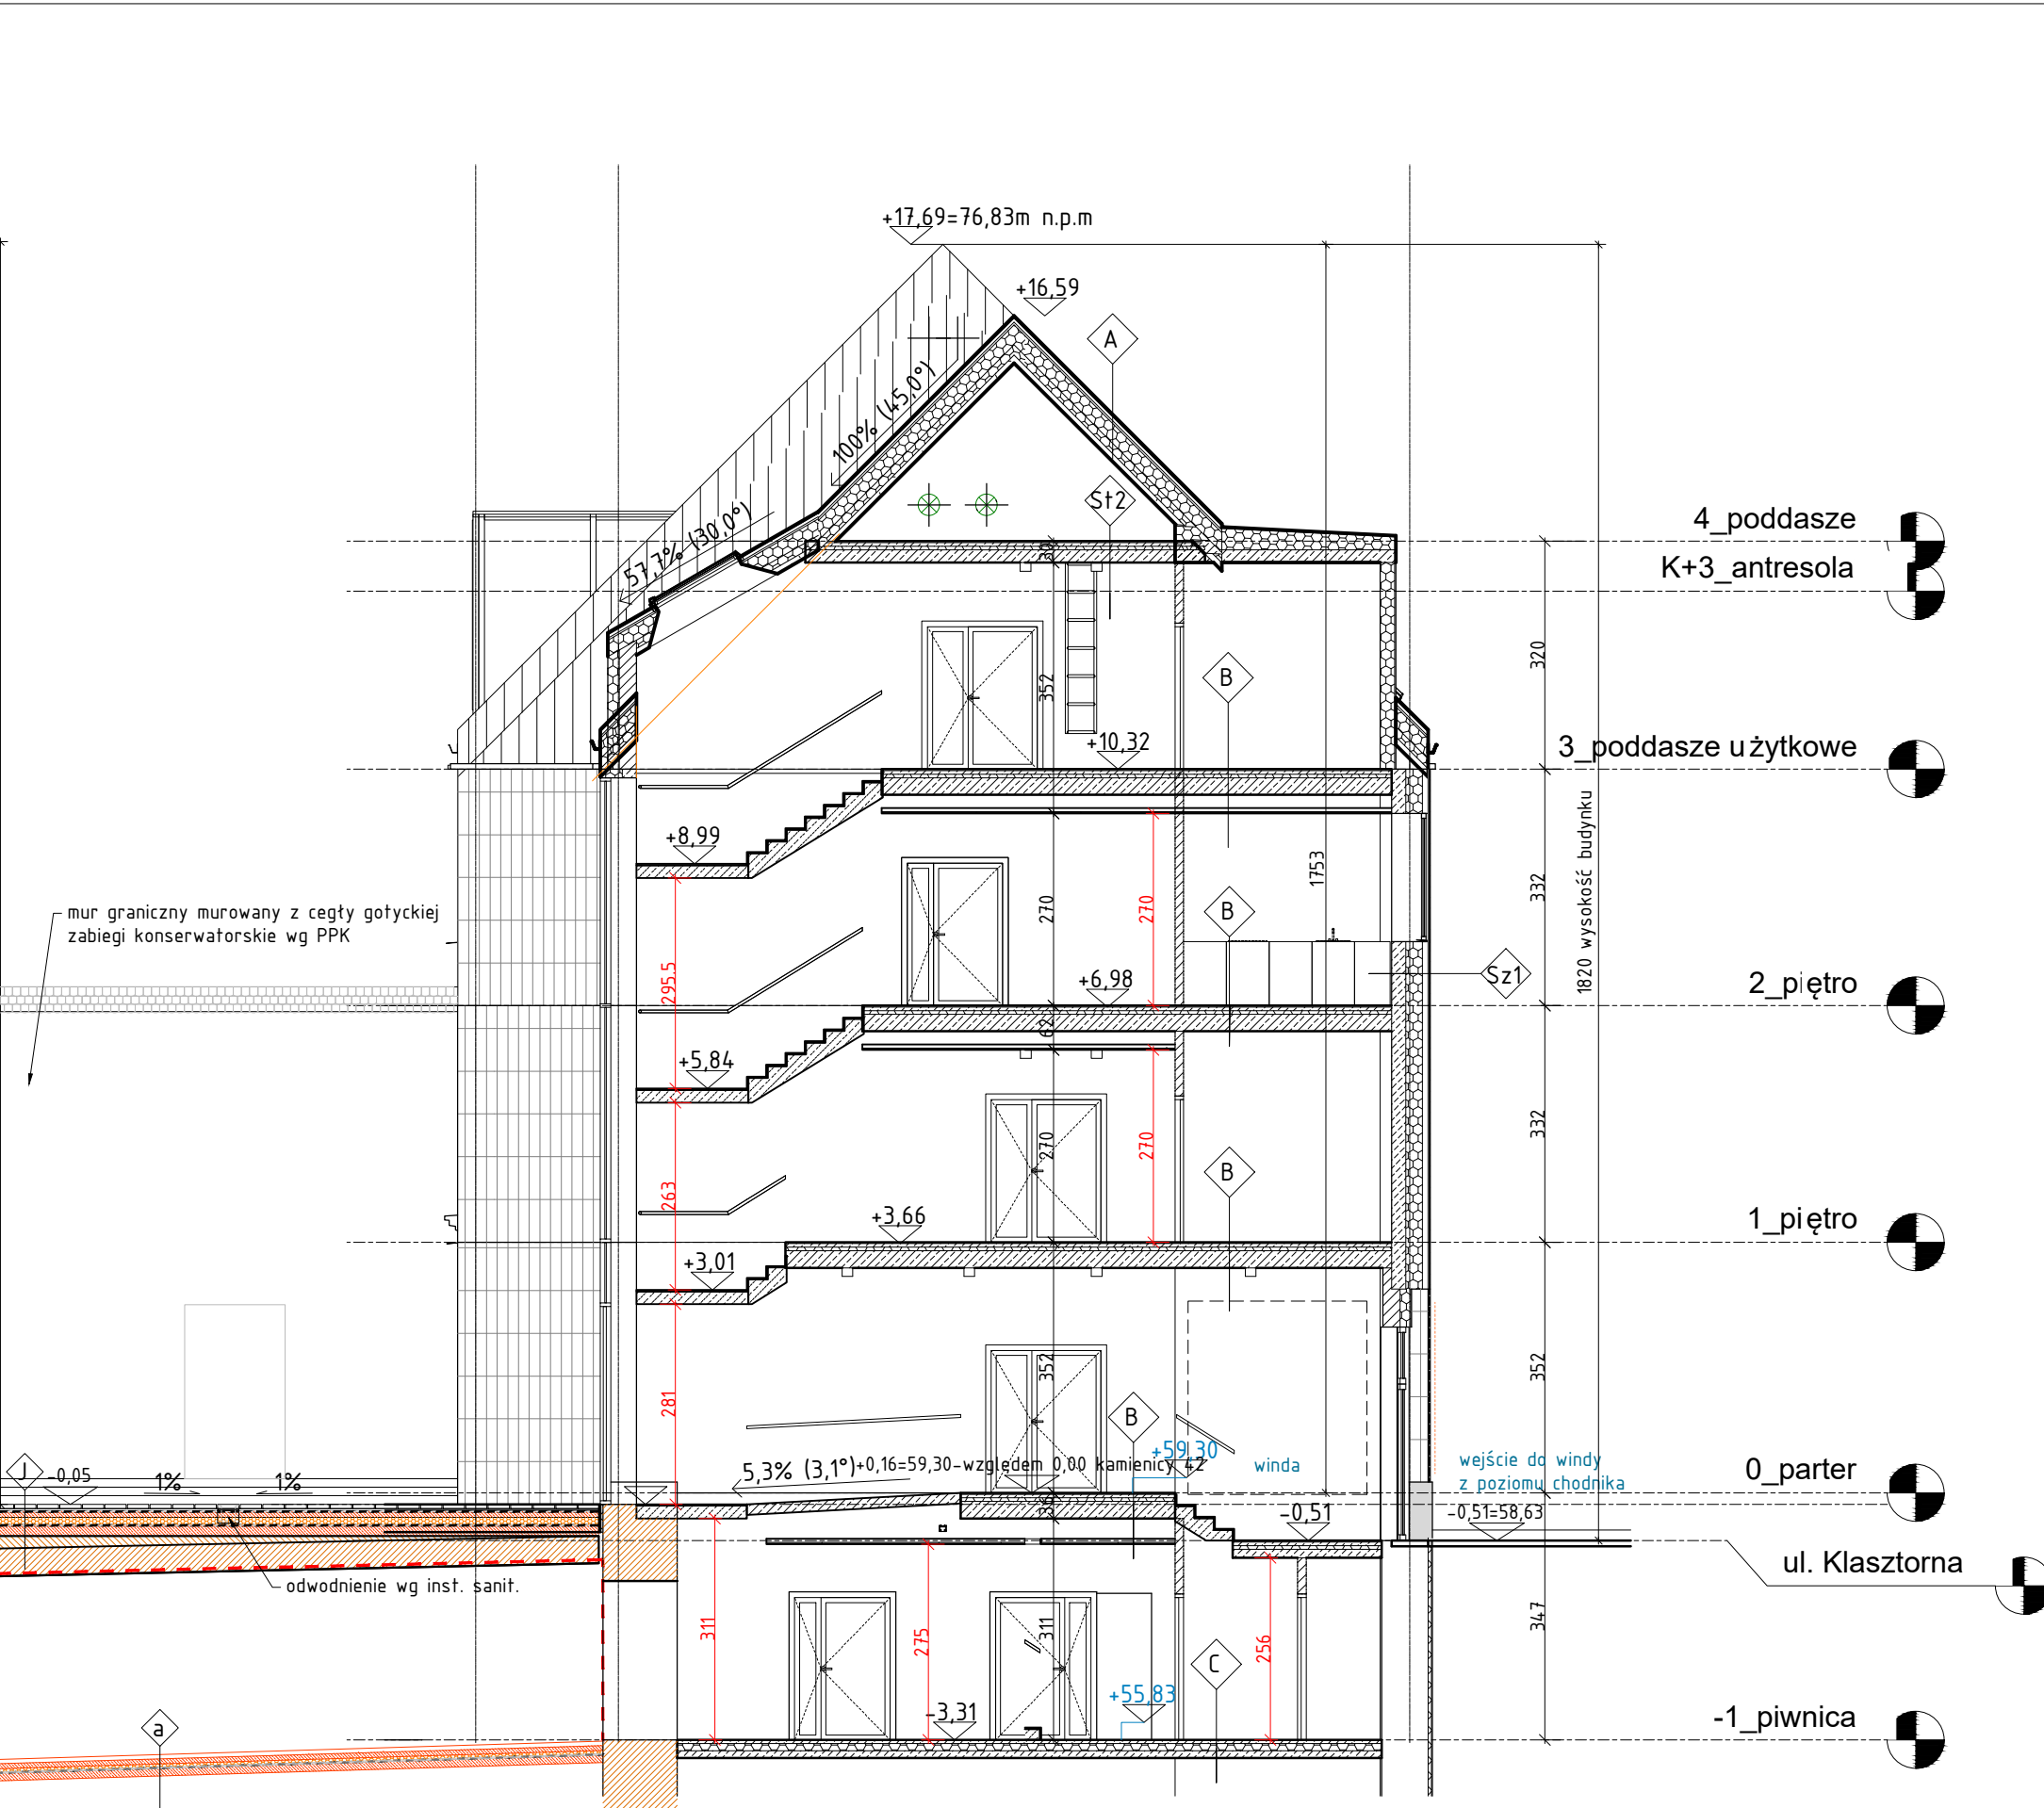 +17,69=76,83m n.p.m
+16,59
A
100% (45,0°)
St2
57,7% (30,0°)
4_poddasze
K+3_antresola
30
320
352
B
+10,32
3_poddasze użytkowe
+8,99
1820 wysokość budynku
1753
332
270
270
B
mur graniczny murowany z cegły gotyckiej
zabiegi konserwatorskie wg PPK
295.5
+6,98
Sz1
2_piętro
62
+5,84
332
270
270
263
B
+3,66
1_piętro
+3,01
352
352
281
B
+59,30
winda
wejście do windy
z poziomu chodnika
0_parter
J
-0,05
1%
1%
5,3% (3,1°)
+0,16=59,30-względem 0,00 kamienicy 42
36
-0,51
-0,51=58,63
ul. Klasztorna
odwodnienie wg inst. sanit.
311
275
311
256
347
C
+55,83
-3,31
-1_piwnica
a